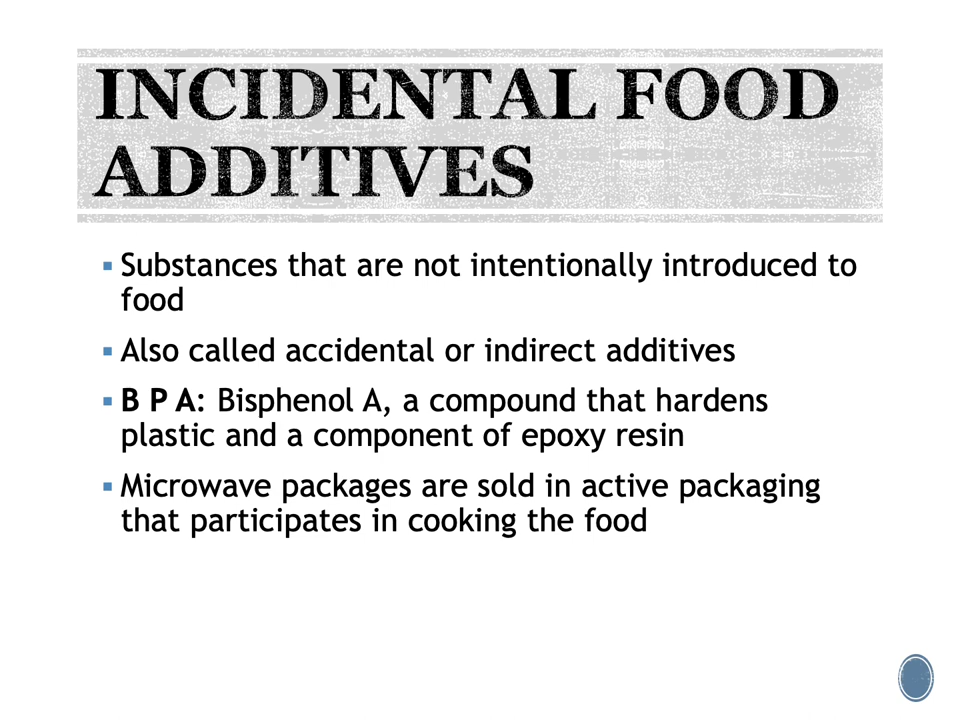 INCIDENTAL FOOD
ADDITIVES
▪ Substances that are not intentionally introduced to
food
▪ Also called accidental or indirect additives
▪ B P A: Bisphenol A, a compound that hardens
plastic and a component of epoxy resin
▪ Microwave packages are sold in active packaging
that participates in cooking the food